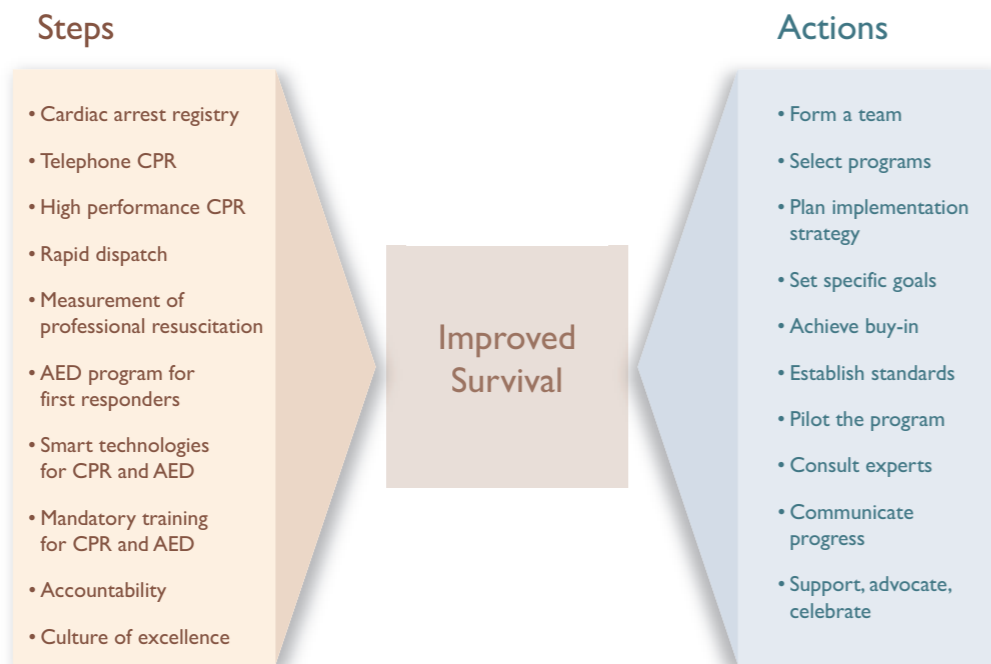 Steps
• Cardiac arrest registry
• Telephone CPR
• High performance CPR
• Rapid dispatch
• Measurement of
professional resuscitation
• AED program for
first responders
• Smart technologies
for CPR and AED
• Mandatory training
for CPR and AED
• Accountability
• Culture of excellence
Improved
Survival
Actions
• Form a team
• Select programs
• Plan implementation
strategy
• Set specific goals
• Achieve buy-in
• Establish standards
• Pilot the program
• Consult experts
• Communicate
progress
• Support, advocate,
celebrate